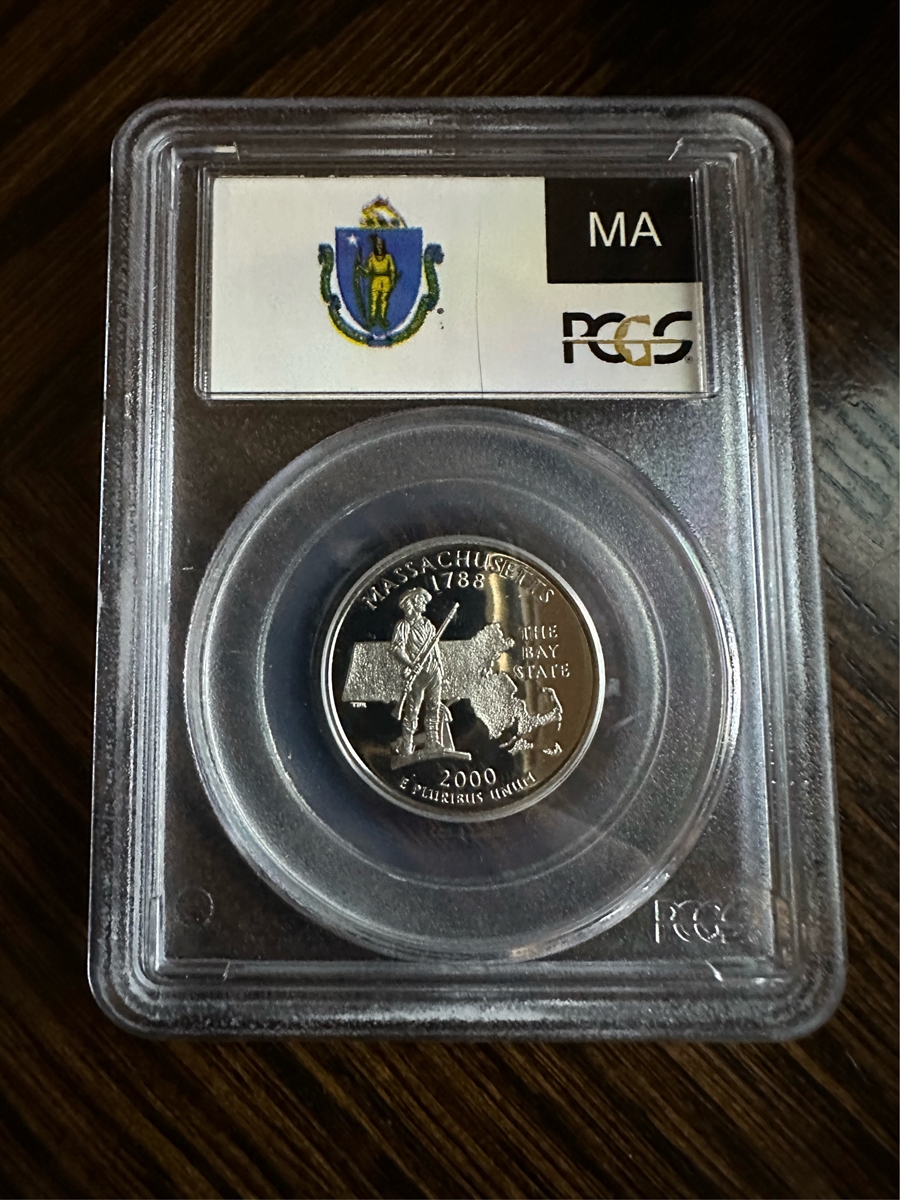 MA
PCGS
MASSACHUSETTS
1788
THE
BAY
STATE
2000
E PLURIBUS UNUM
PCGS